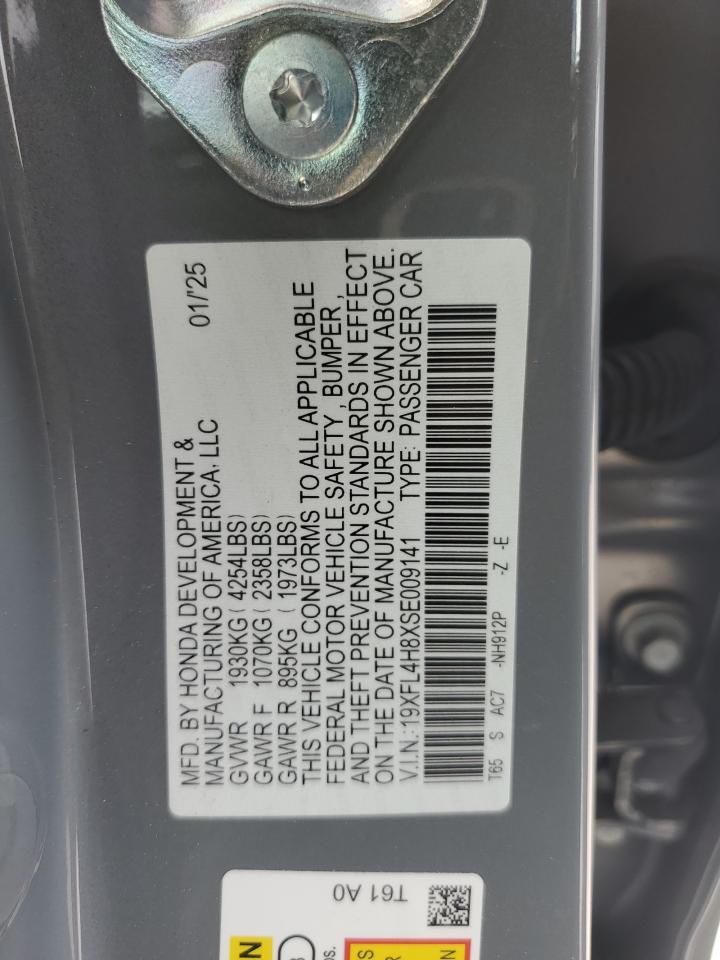 MFD. BY HONDA DEVELOPMENT & 01/'25
MANUFACTURING OF AMERICA, LLC
GVWR 1930KG ( 4254LBS)
GAWR F 1070KG ( 2358LBS)
GAWR R 895KG ( 1973LBS)
THIS VEHICLE CONFORMS TO ALL APPLICABLE
FEDERAL MOTOR VEHICLE SAFETY , BUMPER ,
AND THEFT PREVENTION STANDARDS IN EFFECT
ON THE DATE OF MANUFACTURE SHOWN ABOVE.
V.I.N.:19XFL4H8XSE009141 TYPE: PASSENGER CAR
T65 S AC7 -NH912P -Z -E
T61 A0